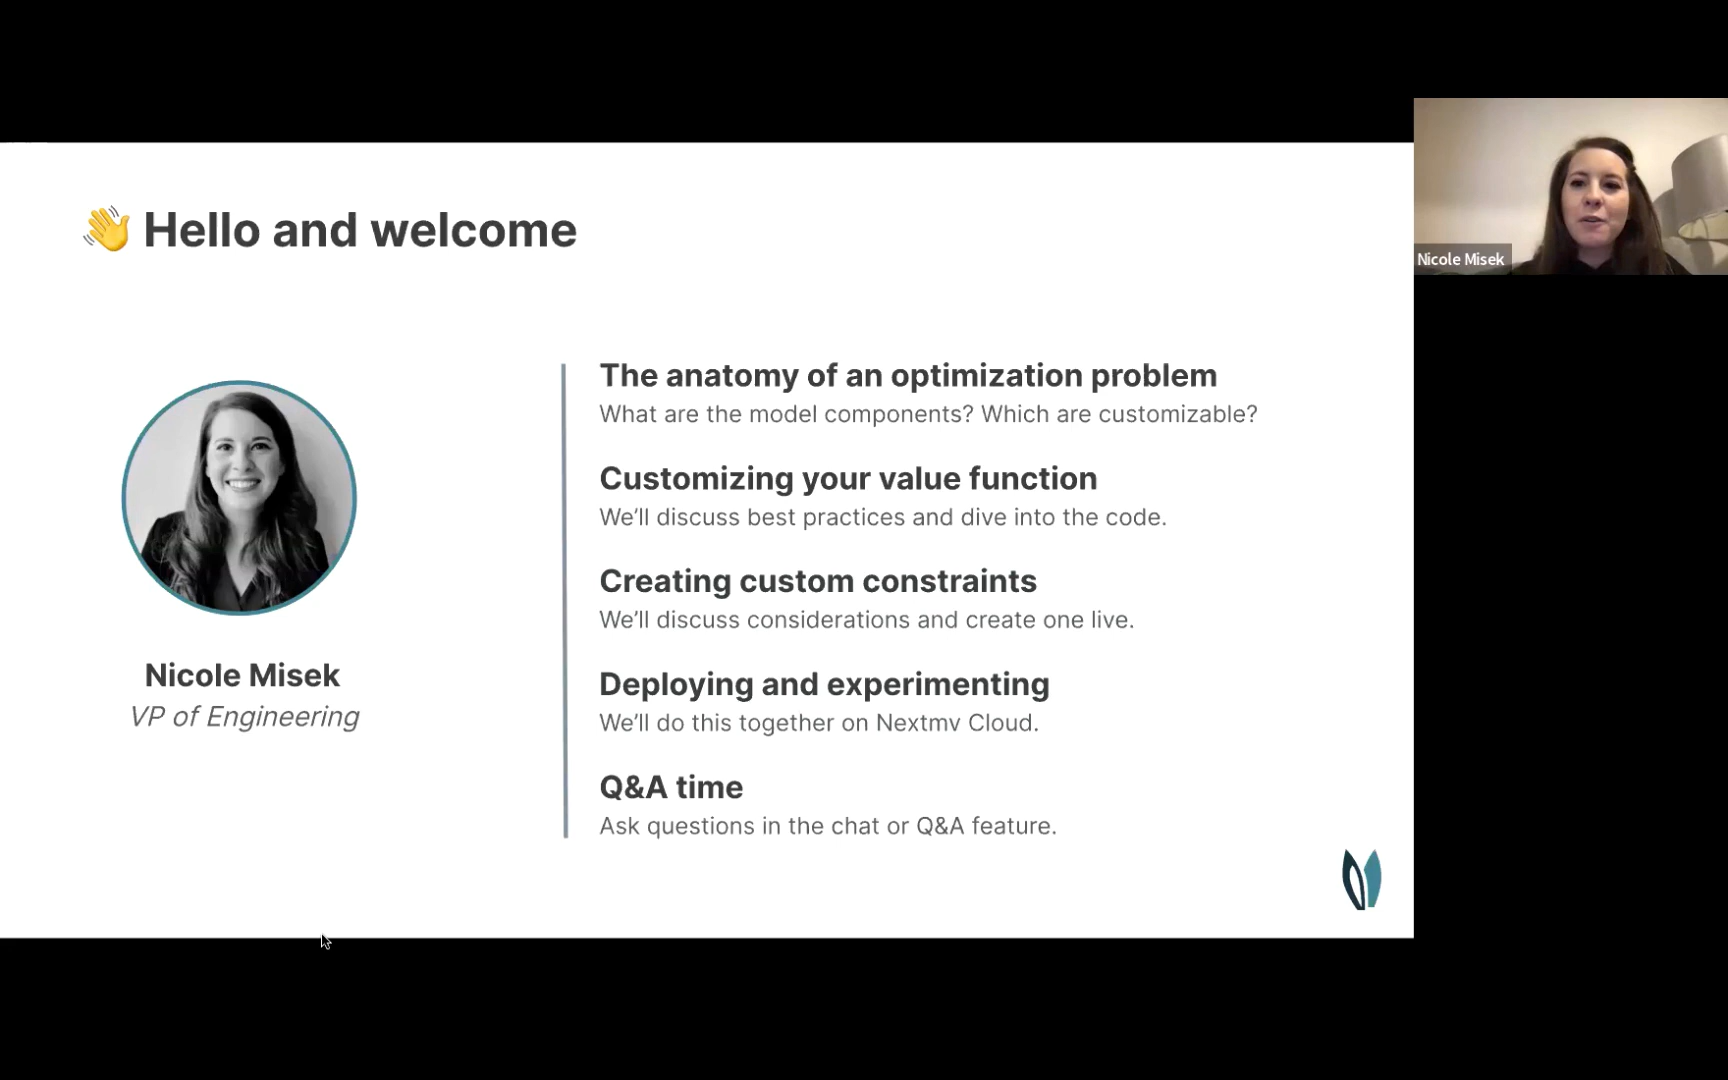 👋 Hello and welcome
Nicole Misek
The anatomy of an optimization problem
What are the model components? Which are customizable?
Customizing your value function
We'll discuss best practices and dive into the code.
Creating custom constraints
We'll discuss considerations and create one live.
Deploying and experimenting
We'll do this together on Nextmv Cloud.
Q&A time
Ask questions in the chat or Q&A feature.
Nicole Misek
VP of Engineering